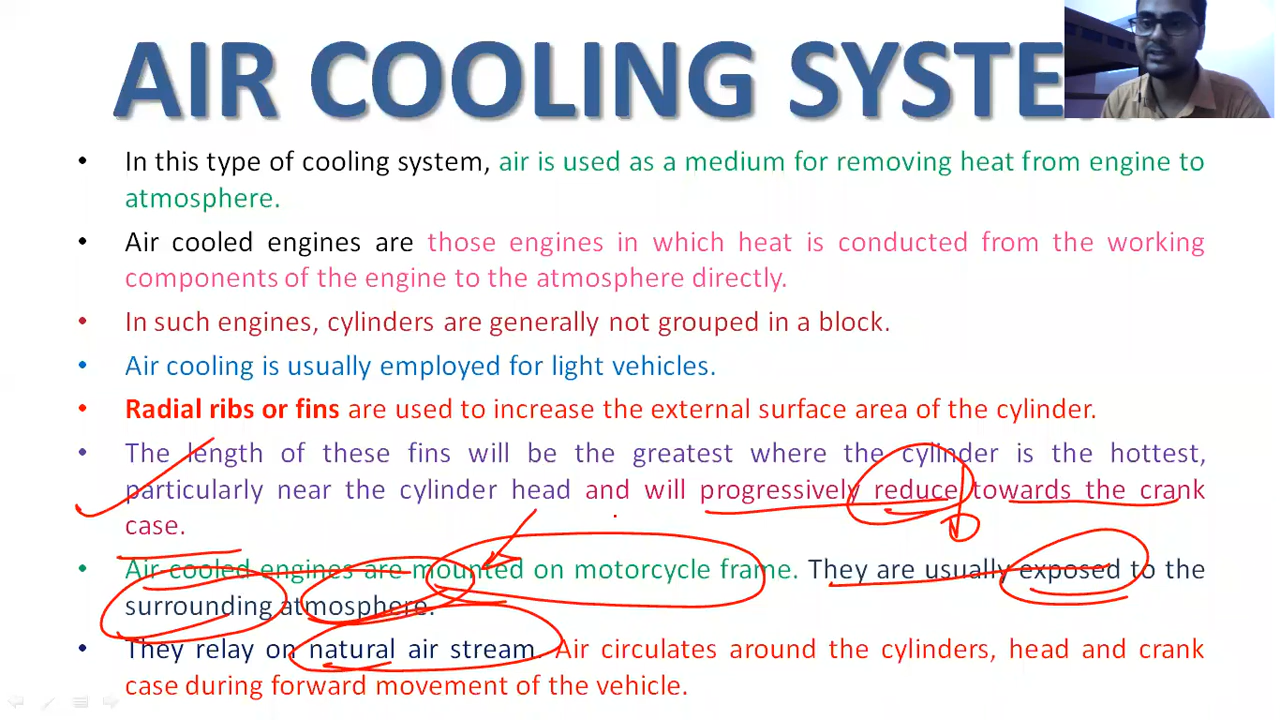 AIR COOLING SYSTE
• In this type of cooling system, air is used as a medium for removing heat from engine to
atmosphere.
• Air cooled engines are those engines in which heat is conducted from the working
components of the engine to the atmosphere directly.
• In such engines, cylinders are generally not grouped in a block.
• Air cooling is usually employed for light vehicles.
• Radial ribs or fins are used to increase the external surface area of the cylinder.
• The length of these fins will be the greatest where the cylinder is the hottest,
particularly near the cylinder head and will progressively reduce towards the crank
case.
• Air cooled engines are mounted on motorcycle frame. They are usually exposed to the
surrounding atmosphere.
• They relay on natural air stream. Air circulates around the cylinders, head and crank
case during forward movement of the vehicle.